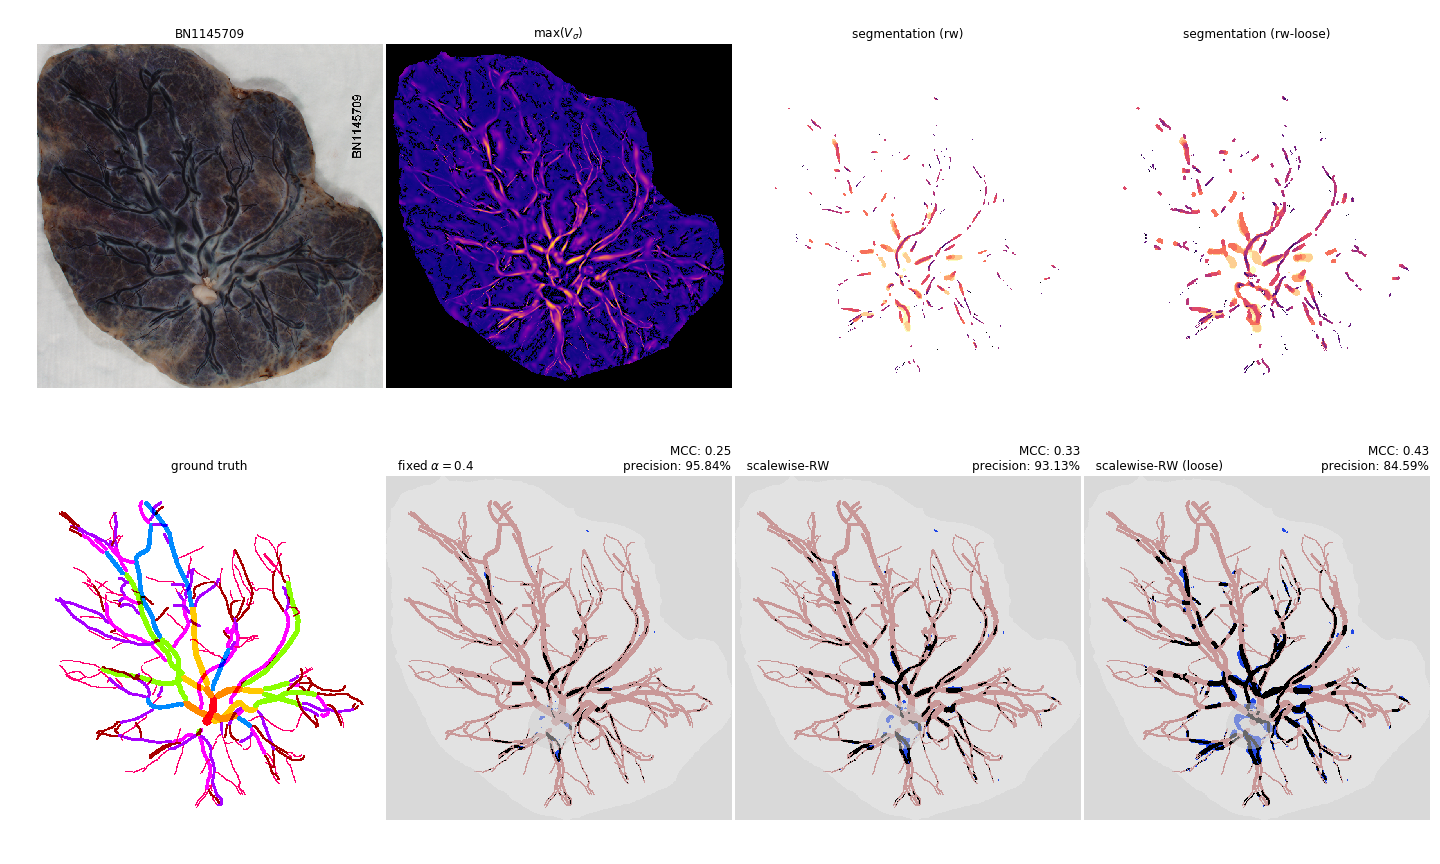 BN1145709
max(Vσ)
segmentation (rw)
segmentation (rw-loose)
BN1145709
ground truth
fixed α = 0.4
MCC: 0.25
precision: 95.84%
scalewise-RW
MCC: 0.33
precision: 93.13%
scalewise-RW (loose)
MCC: 0.43
precision: 84.59%